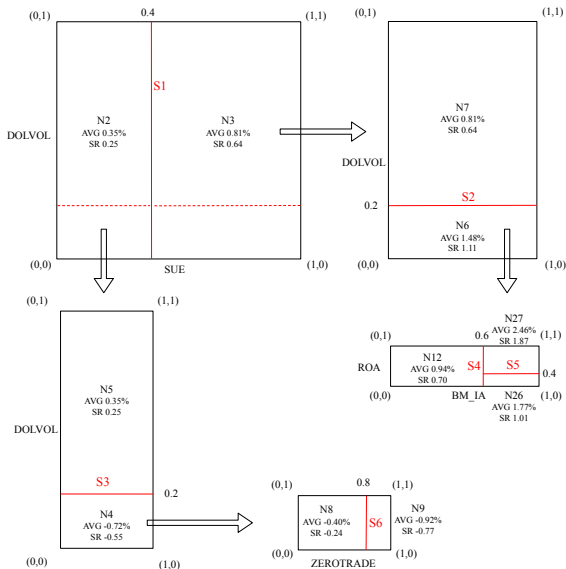 (0,1)
0.4
(1,1)
S1
N2
AVG 0.35%
SR 0.25
N3
AVG 0.81%
SR 0.64
DOLVOL
(0,0)
SUE
(1,0)
(0,1)
(1,1)
N7
AVG 0.81%
SR 0.64
DOLVOL
S2
0.2
N6
AVG 1.48%
SR 1.11
(0,0)
(1,0)
(0,1)
(1,1)
N5
AVG 0.35%
SR 0.25
DOLVOL
S3
0.2
N4
AVG -0.72%
SR -0.55
(0,0)
(1,0)
N27
AVG 2.46%
SR 1.87
(0,1)
0.6
(1,1)
ROA
N12
AVG 0.94%
SR 0.70
S4
S5
0.4
(0,0)
BM_IA
N26
AVG 1.77%
SR 1.01
(1,0)
(0,1)
0.8
(1,1)
N8
AVG -0.40%
SR -0.24
S6
N9
AVG -0.92%
SR -0.77
(0,0)
(1,0)
ZEROTRADE